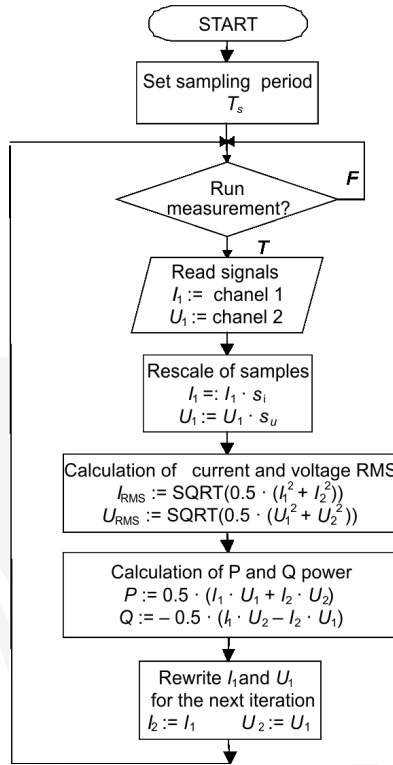 START
Set sampling period
Tₛ
Run
measurement?
F
T
Read signals
I₁ := chanel 1
U₁ := chanel 2
Rescale of samples
I₁ =: I₁ · sᵢ
U₁ := U₁ · sᵤ
Calculation of current and voltage RMS
I_RMS := SQRT(0.5 · (I₁² + I₂²))
U_RMS := SQRT(0.5 · (U₁² + U₂²))
Calculation of P and Q power
P := 0.5 · (I₁ · U₁ + I₂ · U₂)
Q := – 0.5 · (I₁ · U₂ – I₂ · U₁)
Rewrite I₁ and U₁
for the next iteration
I₂ := I₁ U₂ := U₁